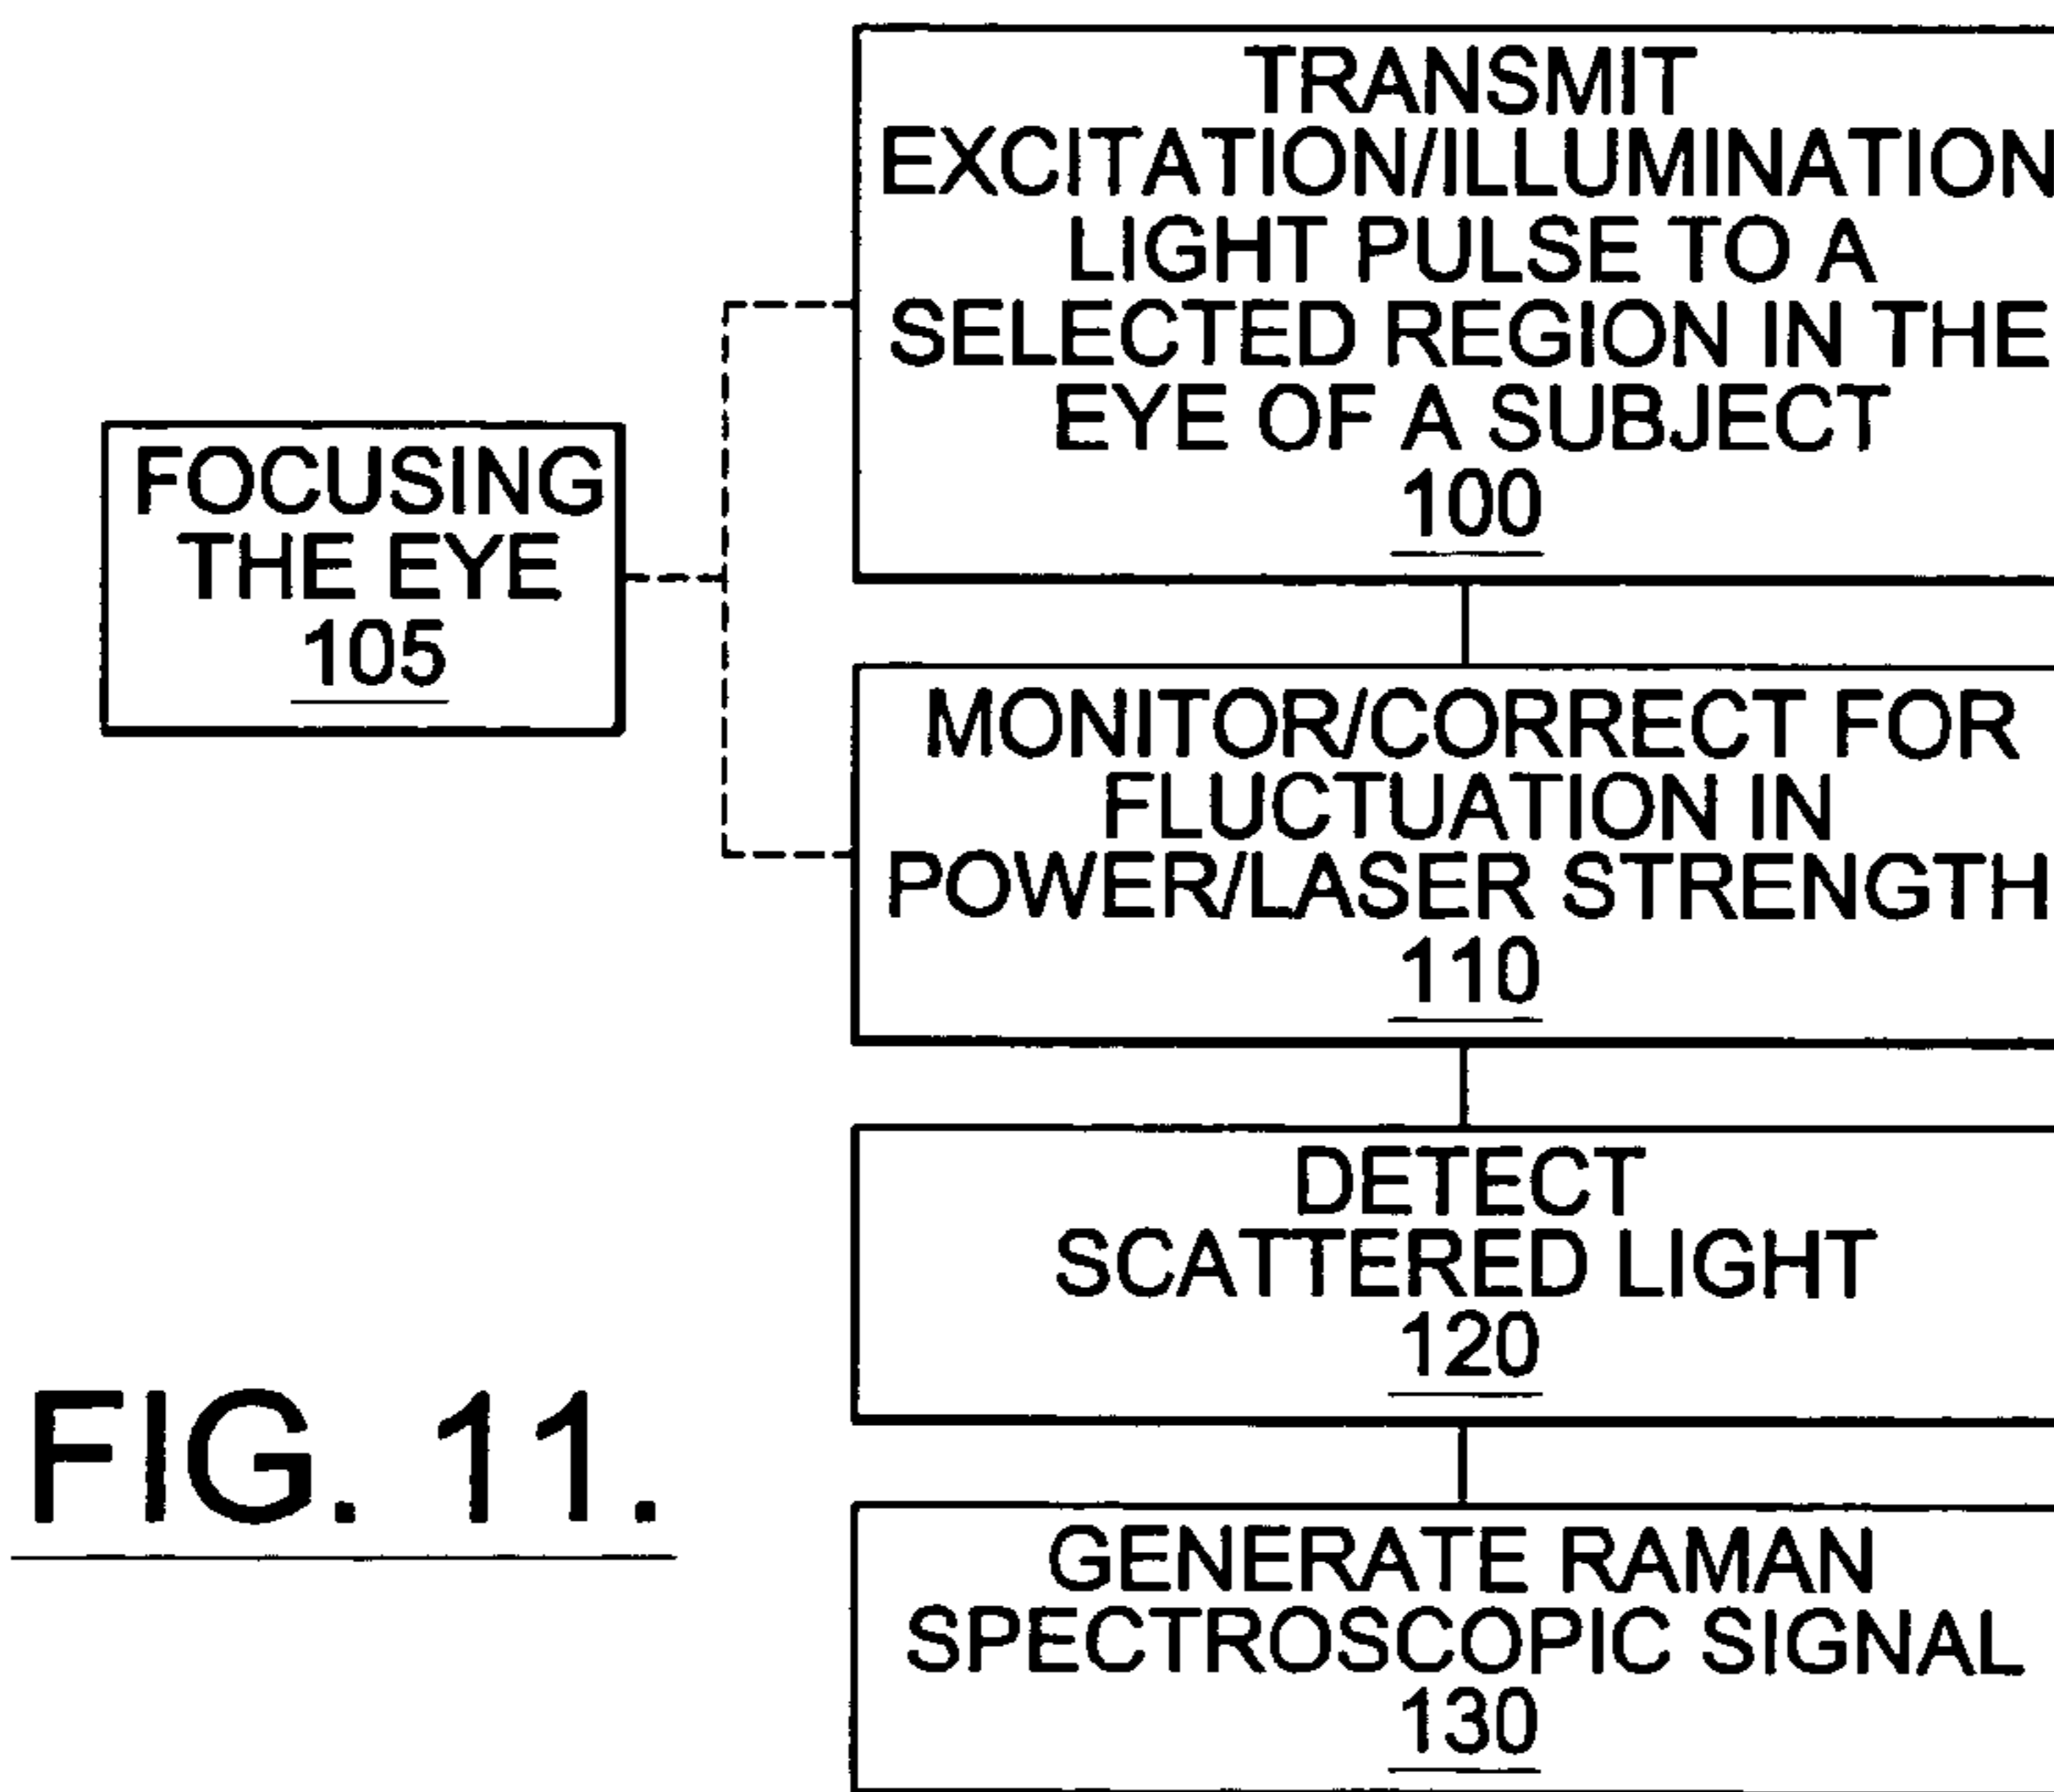 TRANSMIT
EXCITATION/ILLUMINATION
LIGHT PULSE TO A
SELECTED REGION IN THE
EYE OF A SUBJECT
100
FOCUSING
THE EYE
105
MONITOR/CORRECT FOR
FLUCTUATION IN
POWER/LASER STRENGTH
110
DETECT
SCATTERED LIGHT
120
GENERATE RAMAN
SPECTROSCOPIC SIGNAL
130
FIG. 11.